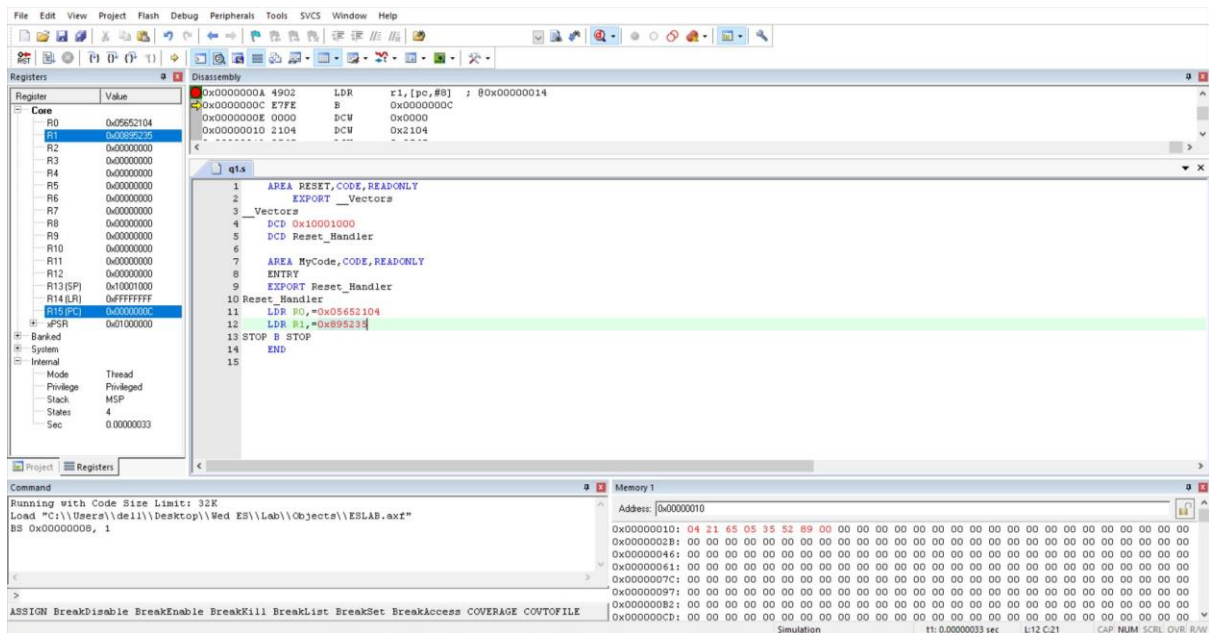 File Edit View Project Flash Debug Peripherals Tools SVCS Window Help
RST
Registers
Register Value
Core
R0 0x05652104
R1 0x00895235
R2 0x00000000
R3 0x00000000
R4 0x00000000
R5 0x00000000
R6 0x00000000
R7 0x00000000
R8 0x00000000
R9 0x00000000
R10 0x00000000
R11 0x00000000
R12 0x00000000
R13 (SP) 0x10001000
R14 (LR) 0xFFFFFFFF
R15 (PC) 0x0000000C
xPSR 0x01000000
Banked
System
Internal
Mode Thread
Privilege Privileged
Stack MSP
States 4
Sec 0.00000033
Project Registers
Disassembly
0x0000000A 4902 LDR r1,[pc,#8] ; @0x00000014
0x0000000C E7FE B 0x0000000C
0x0000000E 0000 DCW 0x0000
0x00000010 2104 DCW 0x2104
q1.s
1 AREA RESET,CODE,READONLY
2 EXPORT __Vectors
3 __Vectors
4 DCD 0x10001000
5 DCD Reset_Handler
6
7 AREA MyCode,CODE,READONLY
8 ENTRY
9 EXPORT Reset_Handler
10 Reset_Handler
11 LDR R0,=0x05652104
12 LDR R1,=0x895235
13 STOP B STOP
14 END
15
Command
Running with Code Size Limit: 32K
Load "C:\\Users\\dell\\Desktop\\Wed ES\\Lab\\Objects\\ESLAB.axf"
BS 0x00000008, 1
>
ASSIGN BreakDisable BreakEnable BreakKill BreakList BreakSet BreakAccess COVERAGE COVTOFILE
Memory 1
Address: 0x00000010
0x00000010: 04 21 65 05 35 52 89 00 00 00 00 00 00 00 00 00 00 00 00 00 00 00 00 00 00 00 00
0x0000002B: 00 00 00 00 00 00 00 00 00 00 00 00 00 00 00 00 00 00 00 00 00 00 00 00 00 00 00
0x00000046: 00 00 00 00 00 00 00 00 00 00 00 00 00 00 00 00 00 00 00 00 00 00 00 00 00 00 00
0x00000061: 00 00 00 00 00 00 00 00 00 00 00 00 00 00 00 00 00 00 00 00 00 00 00 00 00 00 00
0x0000007C: 00 00 00 00 00 00 00 00 00 00 00 00 00 00 00 00 00 00 00 00 00 00 00 00 00 00 00
0x00000097: 00 00 00 00 00 00 00 00 00 00 00 00 00 00 00 00 00 00 00 00 00 00 00 00 00 00 00
0x000000B2: 00 00 00 00 00 00 00 00 00 00 00 00 00 00 00 00 00 00 00 00 00 00 00 00 00 00 00
0x000000CD: 00 00 00 00 00 00 00 00 00 00 00 00 00 00 00 00 00 00 00 00 00 00 00 00 00 00 00
Simulation t1: 0.00000033 sec L:12 C:21 CAP NUM SCRL OVR R/W